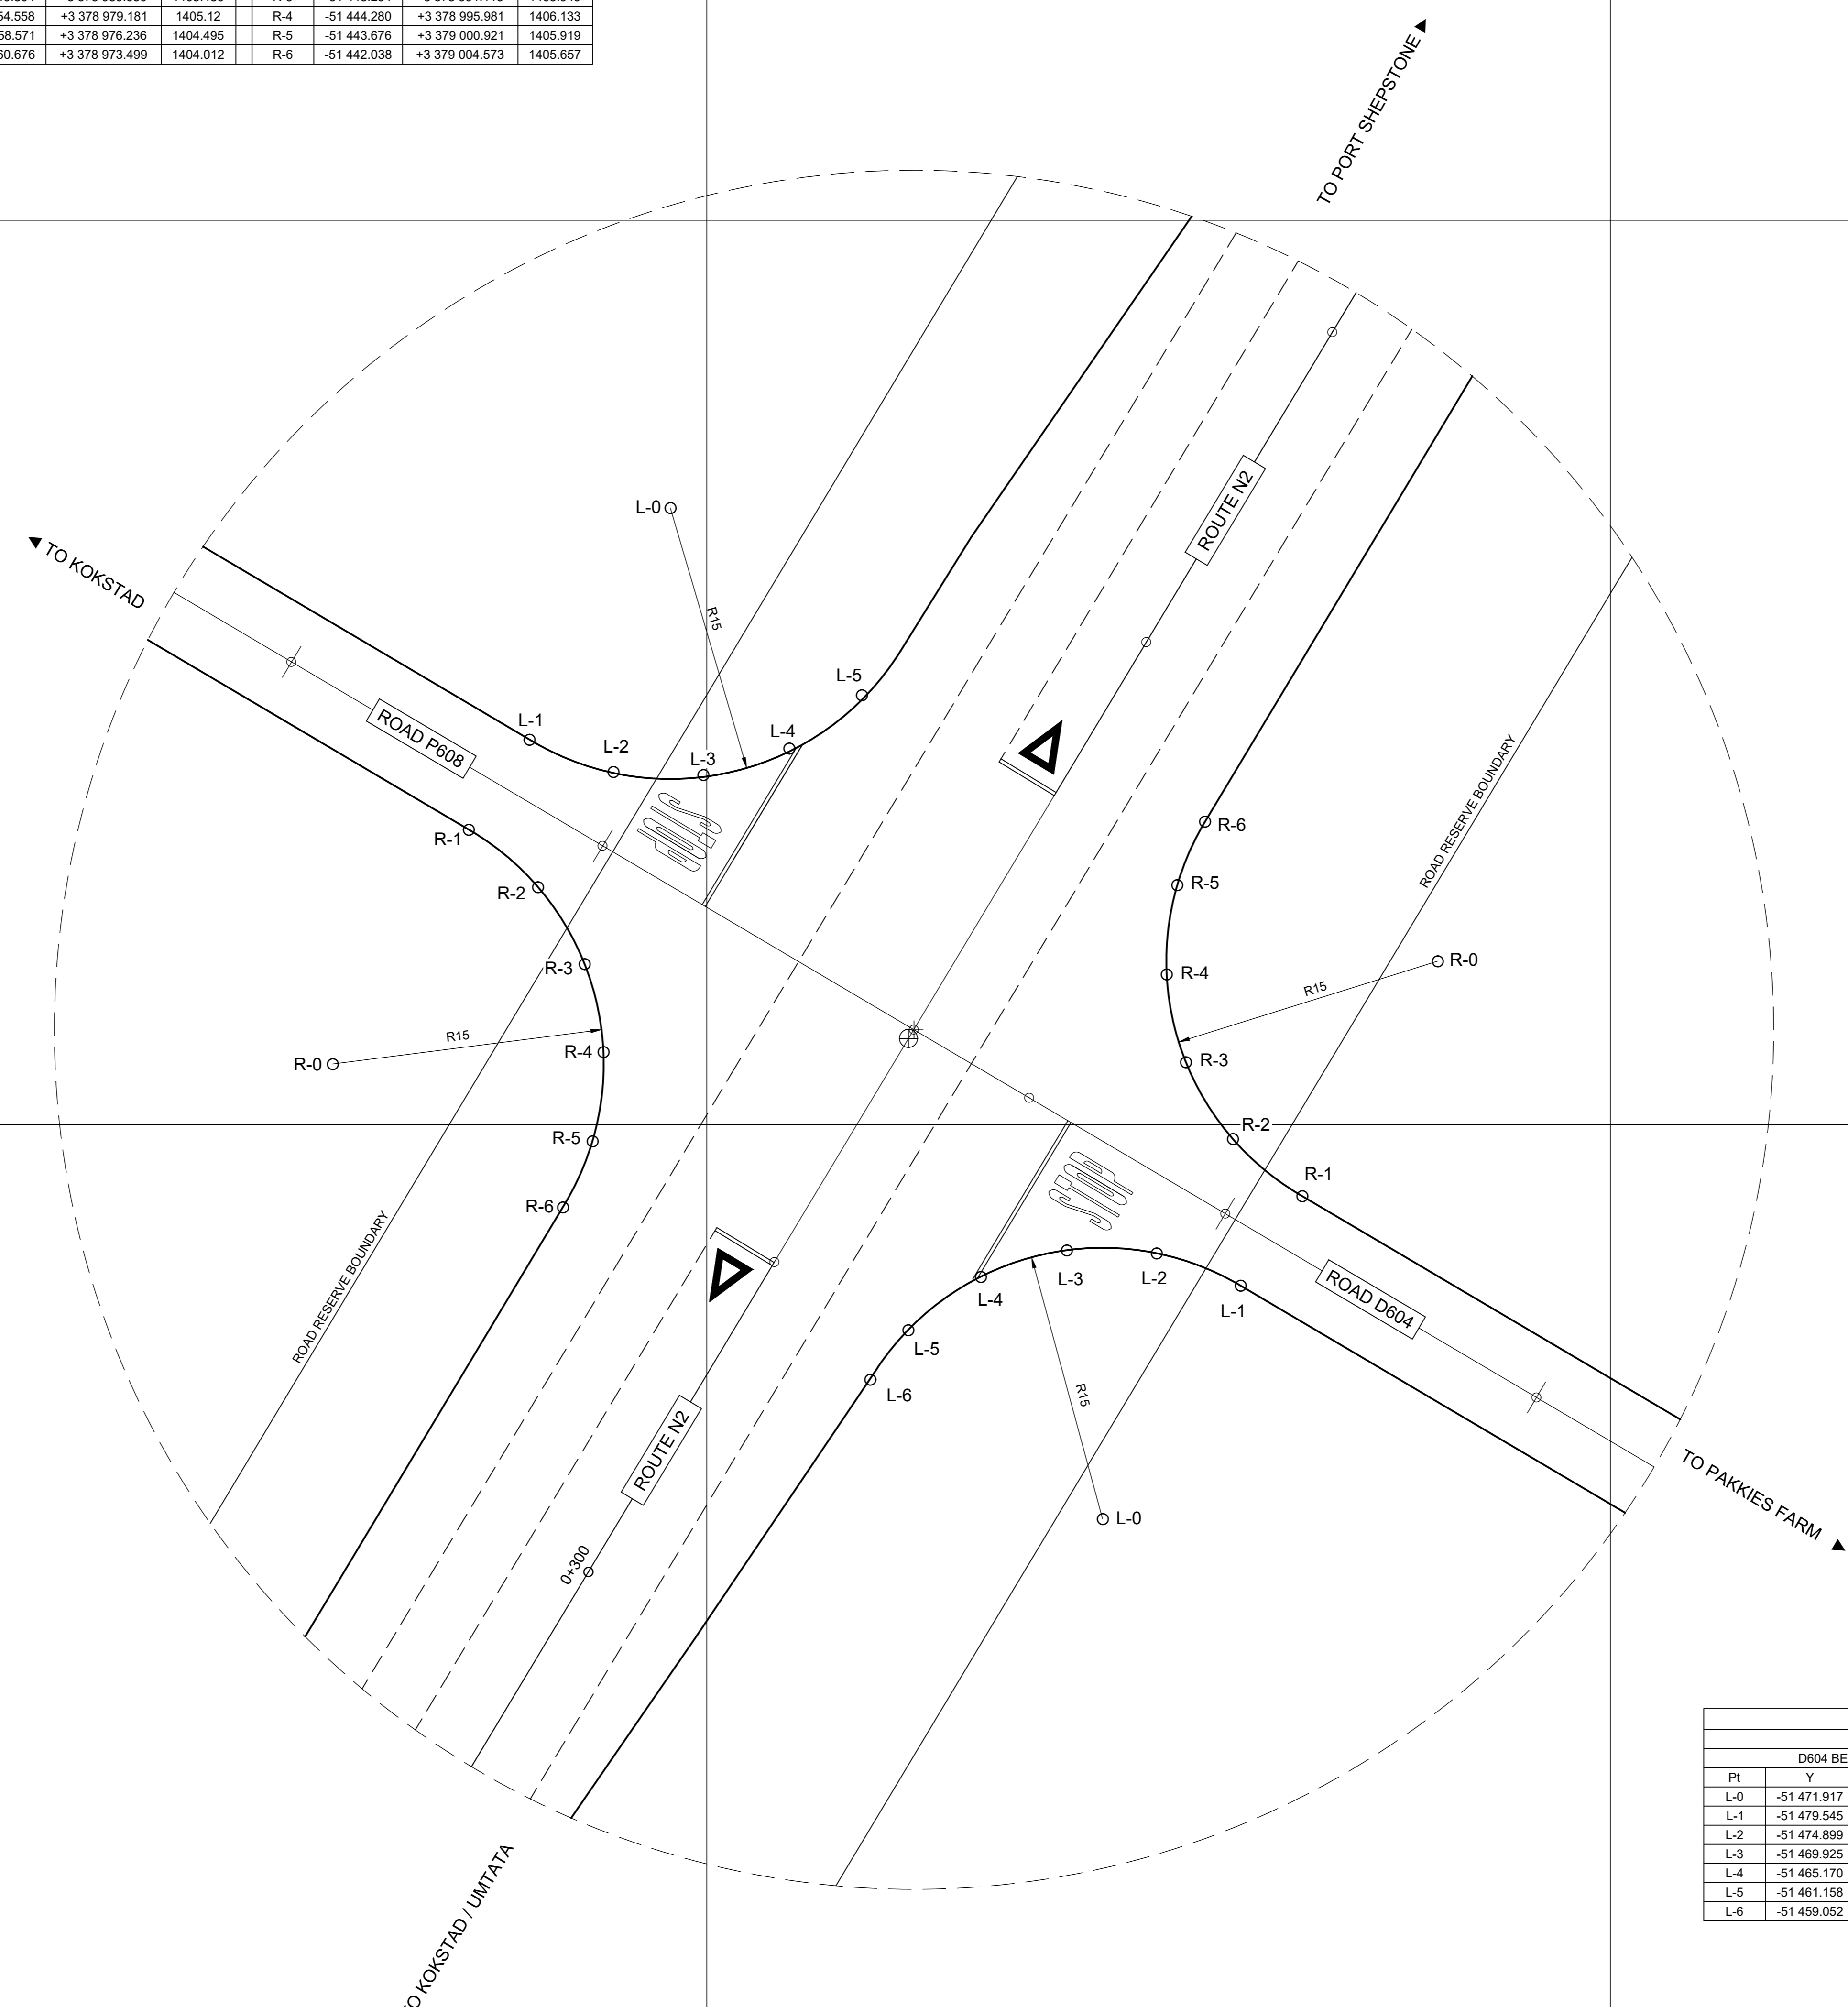 54.558 +3 378 979.181 1405.12 R-4 -51 444.280 +3 378 995.981 1406.133
58.571 +3 378 976.236 1404.495 R-5 -51 443.676 +3 379 000.921 1405.919
60.676 +3 378 973.499 1404.012 R-6 -51 442.038 +3 379 004.573 1405.657
TO PORT SHEPSTONE
TO KOKSTAD
ROUTE N2
L-0
R15
L-5
L-4
L-3
L-2
L-1
ROAD P608
STOP
R-1
R-2
R-3
R-4
R-5
R-6
R-0
R15
ROAD RESERVE BOUNDARY
ROAD RESERVE BOUNDARY
R-6
R-5
R-4
R-3
R-2
R-1
R-0
R15
STOP
L-1
L-2
L-3
L-4
L-5
L-6
L-0
R15
ROAD D604
TO PAKKIES FARM
ROUTE N2
0+300
O KOKSTAD / UMTATA
D604 BE
Pt Y
L-0 -51 471.917
L-1 -51 479.545
L-2 -51 474.899
L-3 -51 469.925
L-4 -51 465.170
L-5 -51 461.158
L-6 -51 459.052